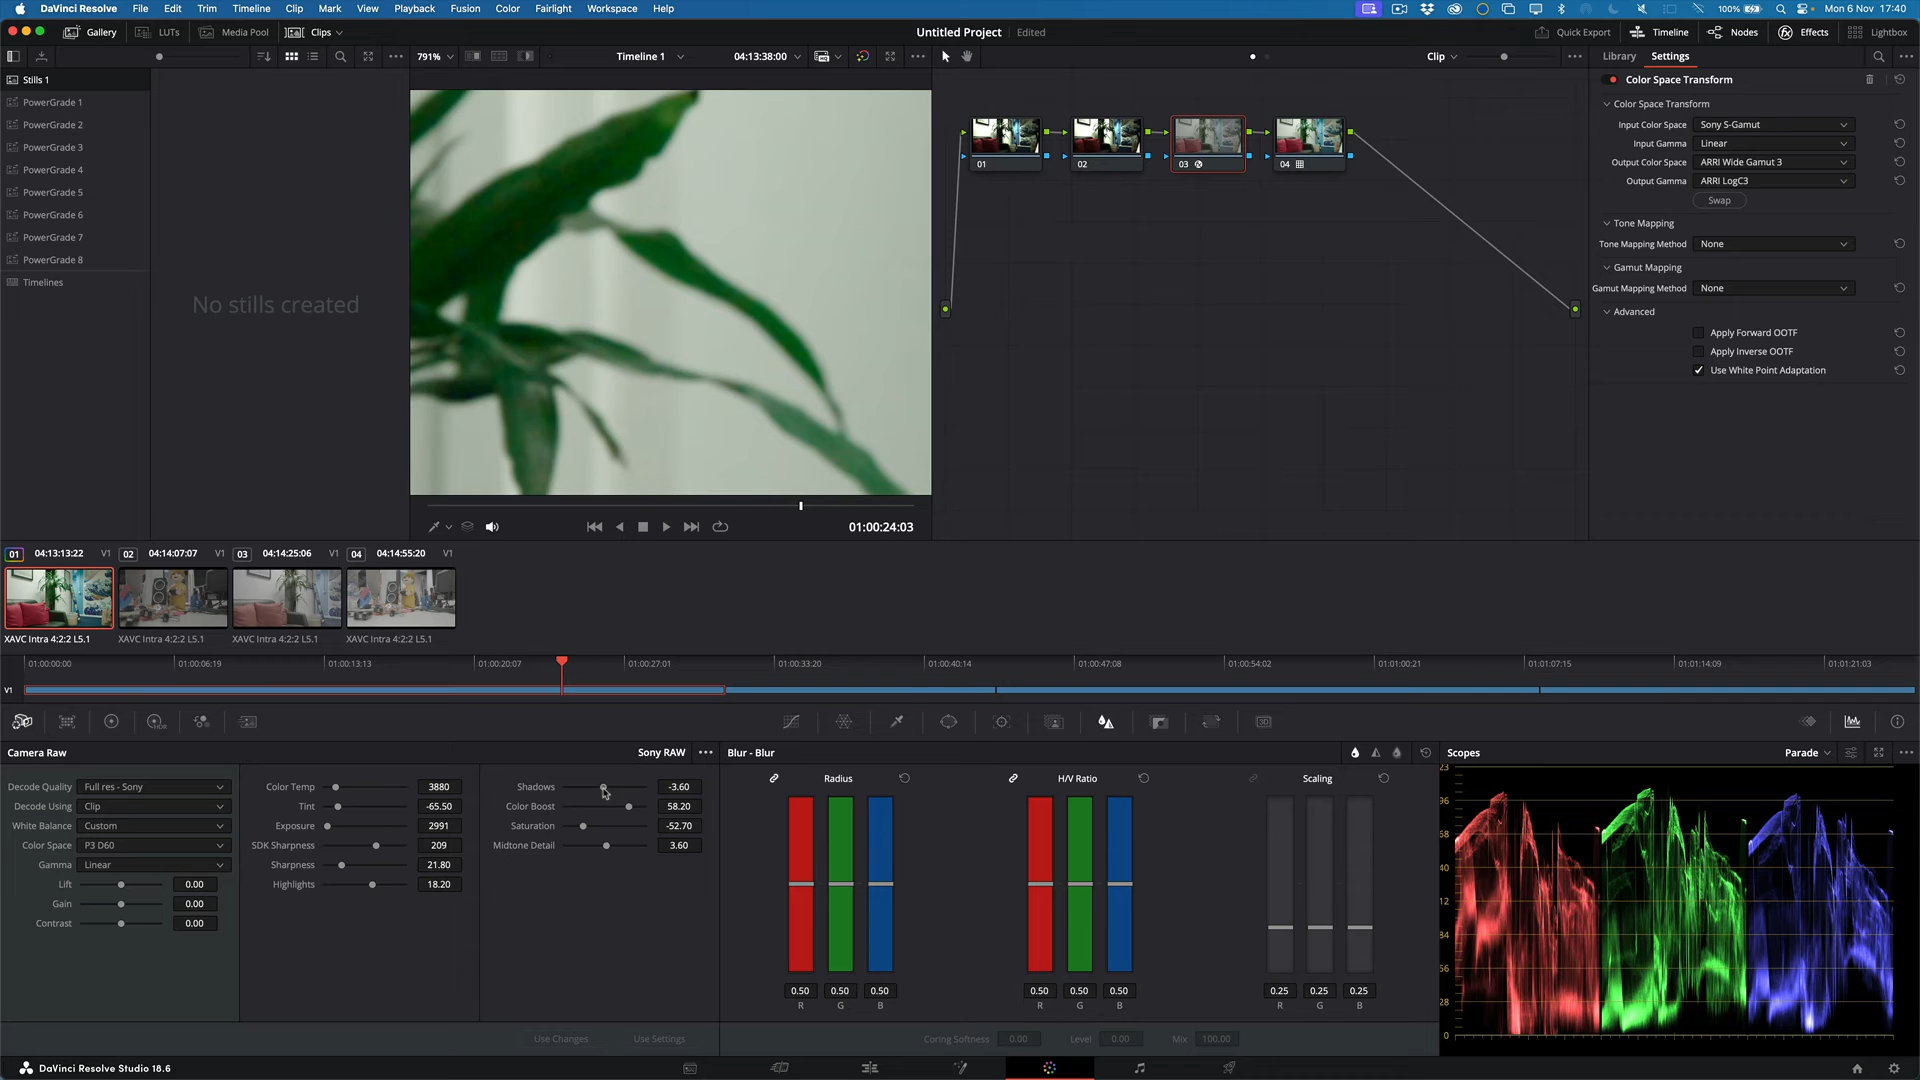 DaVinci Resolve File Edit Trim Timeline Clip Mark View Playback Fusion Color Fairlight Workspace Help
100% Mon 6 Nov 17:40
Gallery LUTs Media Pool Clips
Untitled Project Edited
Quick Export Timeline Nodes Effects Lightbox
791% Timeline 1 04:13:38:00
Clip
Library Settings
Stills 1
PowerGrade 1
PowerGrade 2
PowerGrade 3
PowerGrade 4
PowerGrade 5
PowerGrade 6
PowerGrade 7
PowerGrade 8
Timelines
No stills created
01:00:24:03
01
02
03
04
Color Space Transform
Color Space Transform
Input Color Space Sony S-Gamut
Input Gamma Linear
Output Color Space ARRI Wide Gamut 3
Output Gamma ARRI LogC3
Swap
Tone Mapping
Tone Mapping Method None
Gamut Mapping
Gamut Mapping Method None
Advanced
Apply Forward OOTF
Apply Inverse OOTF
Use White Point Adaptation
01 04:13:13:22 V1 02 04:14:07:07 V1 03 04:14:25:06 V1 04 04:14:55:20 V1
XAVC Intra 4:2:2 L5.1 XAVC Intra 4:2:2 L5.1 XAVC Intra 4:2:2 L5.1 XAVC Intra 4:2:2 L5.1
01:00:00:00 01:00:06:19 01:00:13:13 01:00:20:07 01:00:27:01 01:00:33:20 01:00:40:14 01:00:47:08 01:00:54:02 01:01:00:21 01:01:07:15 01:01:14:09 01:01:21:03
V1
HDR
3D
Camera Raw Sony RAW
Decode Quality Full res - Sony
Decode Using Clip
White Balance Custom
Color Space P3 D60
Gamma Linear
Lift 0.00
Gain 0.00
Contrast 0.00
Color Temp 3880
Tint -65.50
Exposure 2991
SDK Sharpness 209
Sharpness 21.80
Highlights 18.20
Shadows -3.60
Color Boost 58.20
Saturation -52.70
Midtone Detail 3.60
Use Changes Use Settings
Blur - Blur
Radius H/V Ratio Scaling
0.50 0.50 0.50 0.50 0.50 0.50 0.25 0.25 0.25
R G B R G B R G B
Coring Softness 0.00 Level 0.00 Mix 100.00
Scopes Parade
23
96
68
40
12
84
56
28
0
DaVinci Resolve Studio 18.6